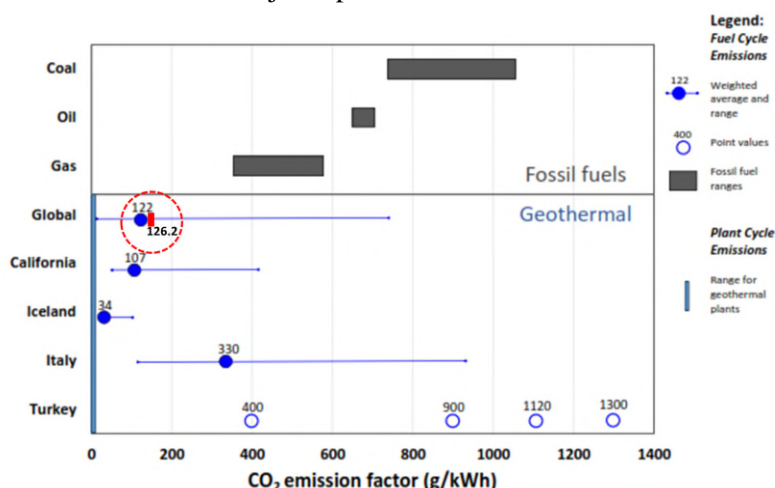 Coal
Oil
Gas
Fossil fuels
Global
122
126.2
Geothermal
California
107
Iceland
34
Italy
330
Turkey
400
900
1120
1300
0
200
400
600
800
1000
1200
1400
CO₂ emission factor (g/kWh)
Legend:
Fuel Cycle
Emissions
122
Weighted
average and
range
400
Point values
Fossil fuel
ranges
Plant Cycle
Emissions
Range for
geothermal
plants